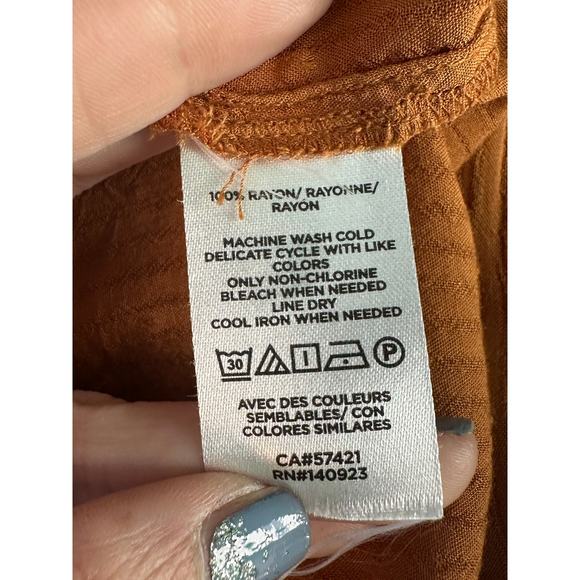 100% RAYON/ RAYONNE/
RAYÓN
MACHINE WASH COLD
DELICATE CYCLE WITH LIKE
COLORS
ONLY NON-CHLORINE
BLEACH WHEN NEEDED
LINE DRY
COOL IRON WHEN NEEDED
30 P
AVEC DES COULEURS
SEMBLABLES/ CON
COLORES SIMILARES
CA#57421
RN#140923